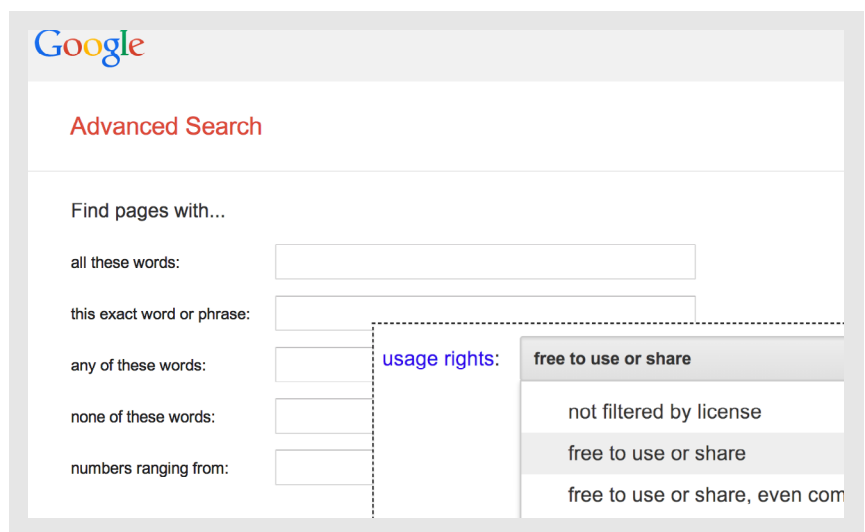 Google
Advanced Search
Find pages with...
all these words:
this exact word or phrase:
any of these words:
none of these words:
numbers ranging from:
usage rights:
free to use or share
not filtered by license
free to use or share
free to use or share, even com